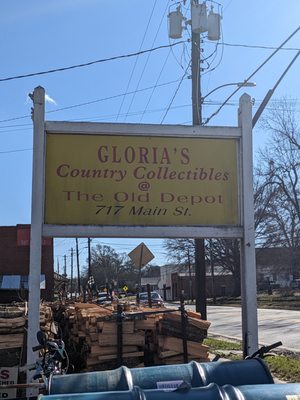 GLORIA'S
Country Collectibles
@
The Old Depot
717 Main St.